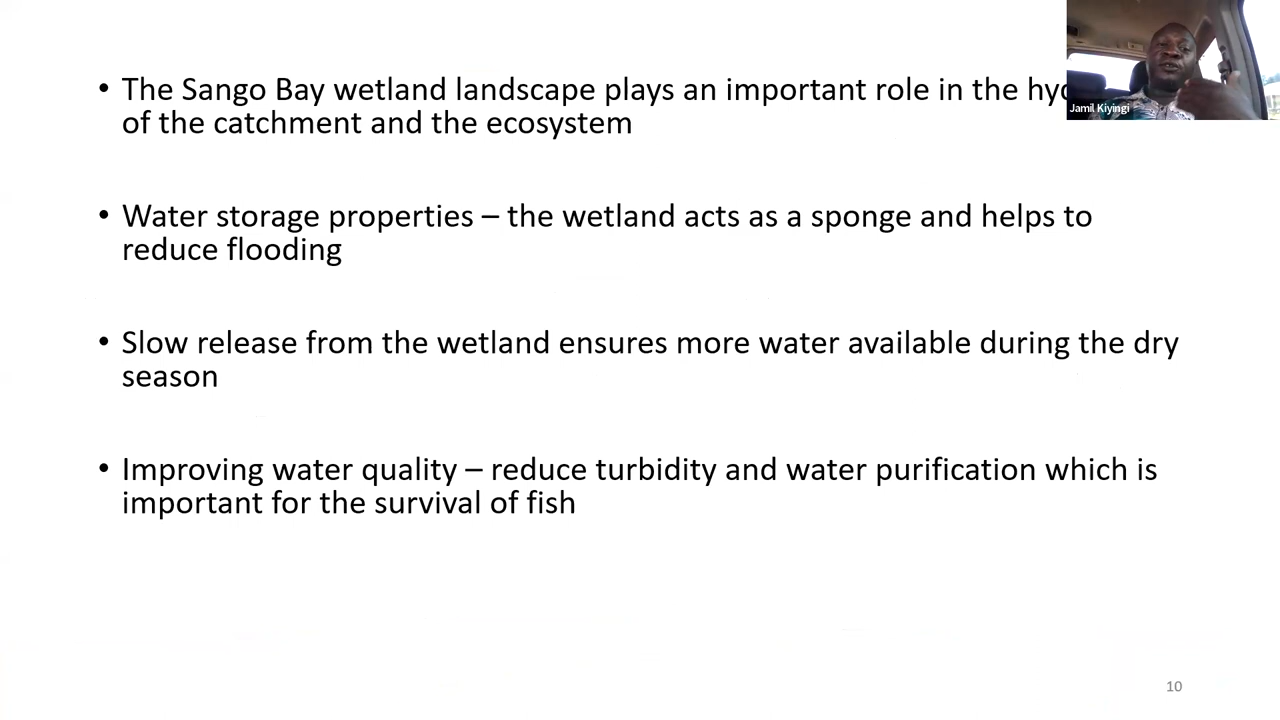 • The Sango Bay wetland landscape plays an important role in the
of the catchment and the ecosystem
• Water storage properties – the wetland acts as a sponge and helps to
reduce flooding
• Slow release from the wetland ensures more water available during the dry
season
• Improving water quality – reduce turbidity and water purification which is
important for the survival of fish
Jamil Kiyingi
10